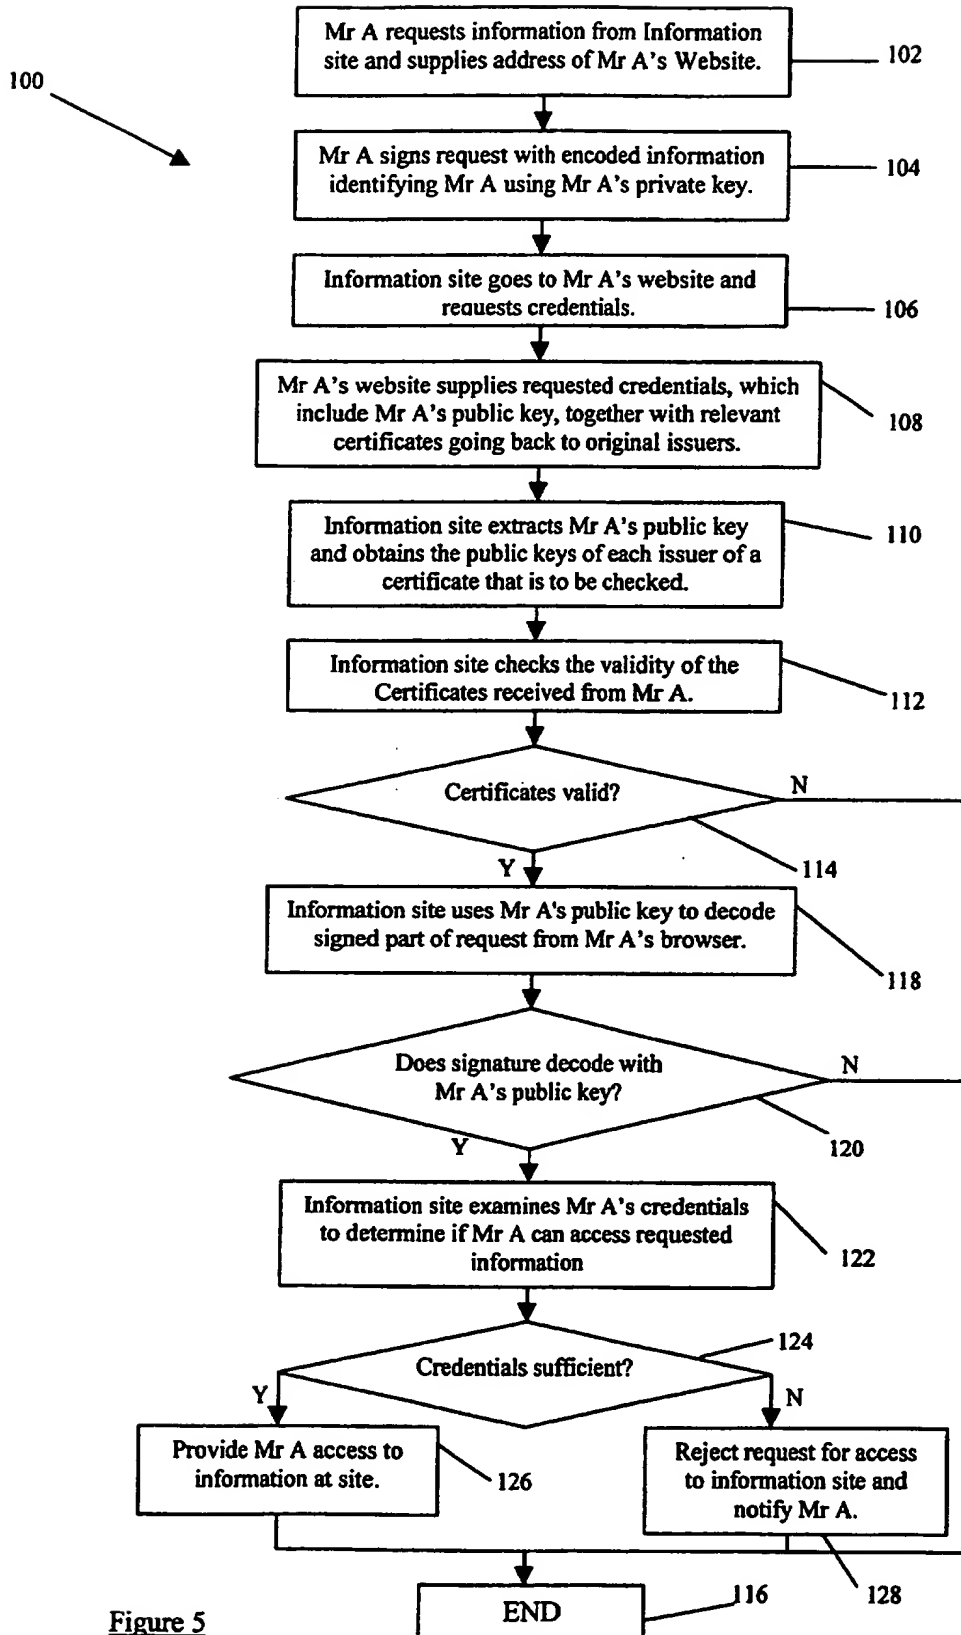 Mr A requests information from Information
site and supplies address of Mr A's Website.
102
100
Mr A signs request with encoded information
identifying Mr A using Mr A's private key.
104
Information site goes to Mr A's website and
requests credentials.
106
Mr A's website supplies requested credentials, which
include Mr A's public key, together with relevant
certificates going back to original issuers.
108
Information site extracts Mr A's public key
and obtains the public keys of each issuer of a
certificate that is to be checked.
110
Information site checks the validity of the
Certificates received from Mr A.
112
Certificates valid?
N
114
Y
Information site uses Mr A's public key to decode
signed part of request from Mr A's browser.
118
Does signature decode with
Mr A's public key?
N
120
Y
Information site examines Mr A's credentials
to determine if Mr A can access requested
information
122
124
Credentials sufficient?
Y
N
Provide Mr A access to
information at site.
126
Reject request for access
to information site and
notify Mr A.
128
END
116
Figure 5